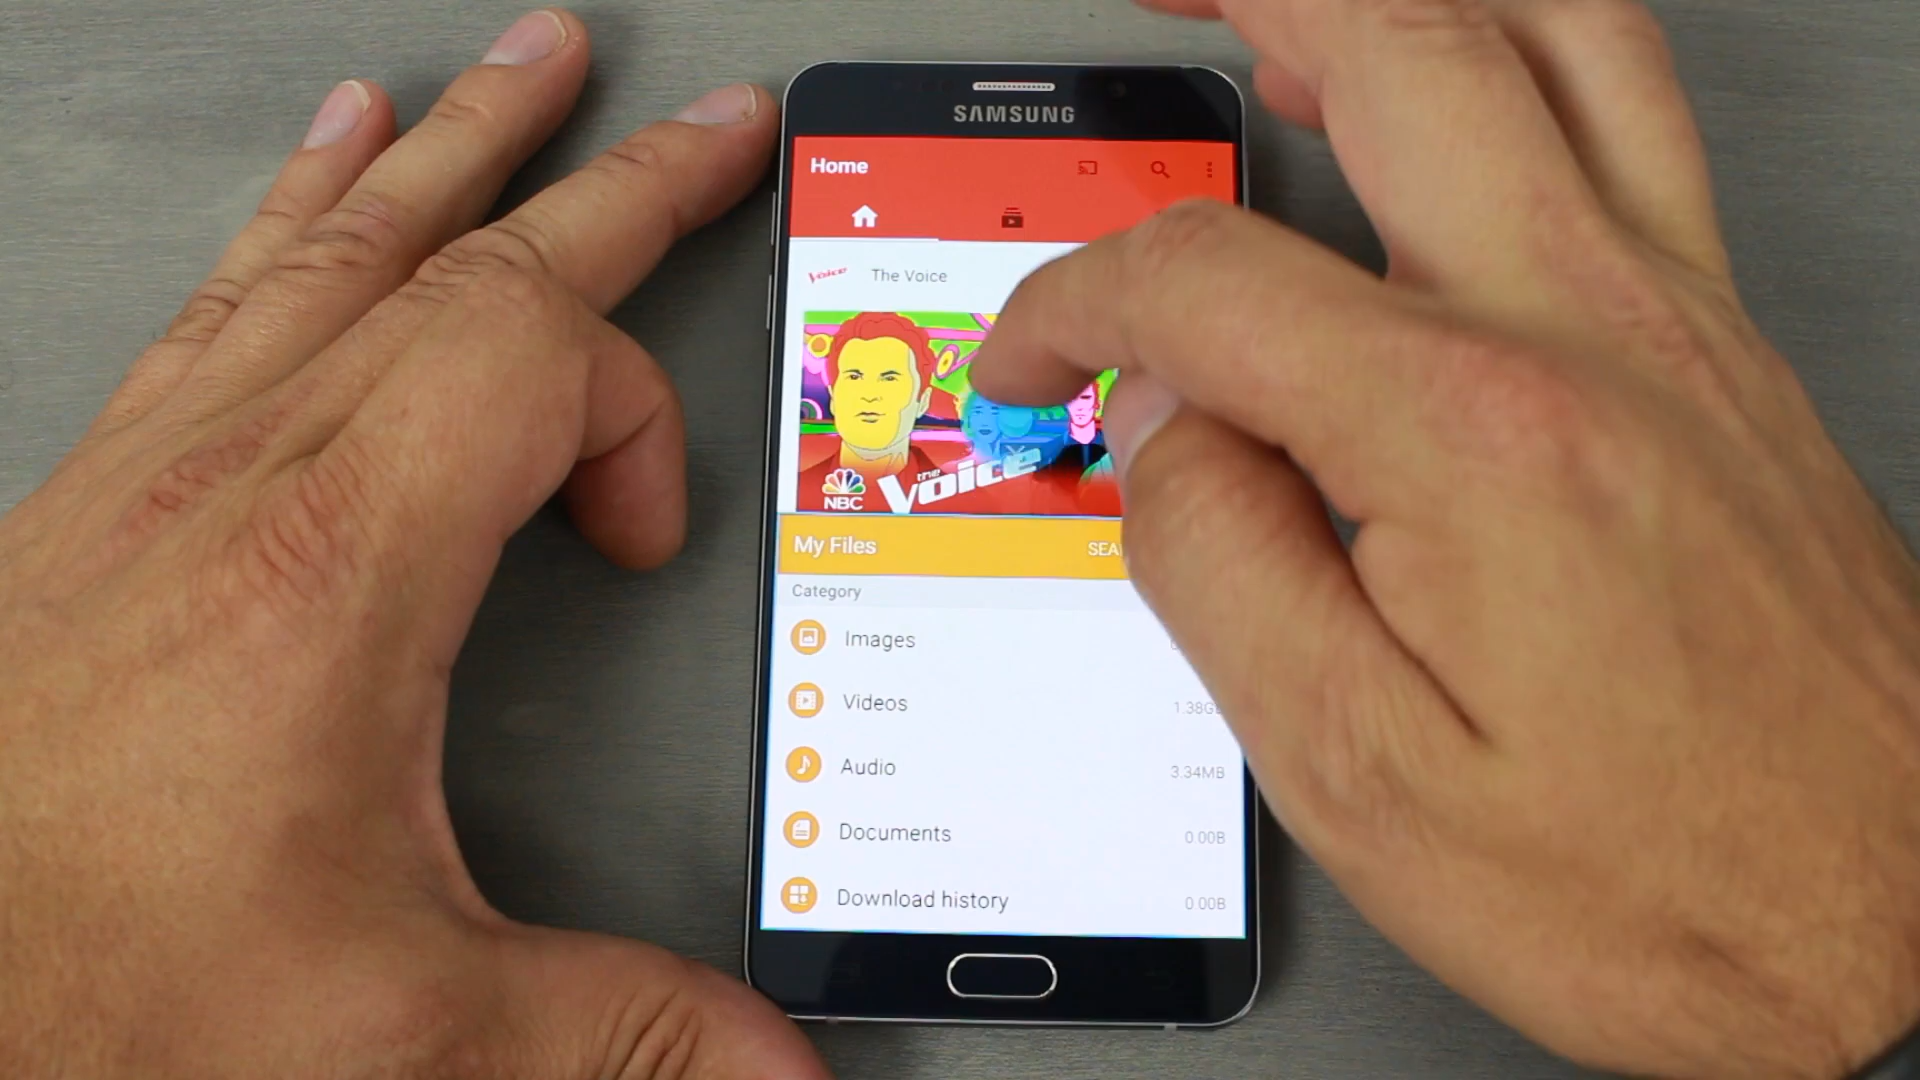 SAMSUNG
Home
Voice
The Voice
the
Voice
NBC
My Files
Category
Images
Videos
1.38G
Audio
3.34MB
Documents
0.00B
Download history
0.00B